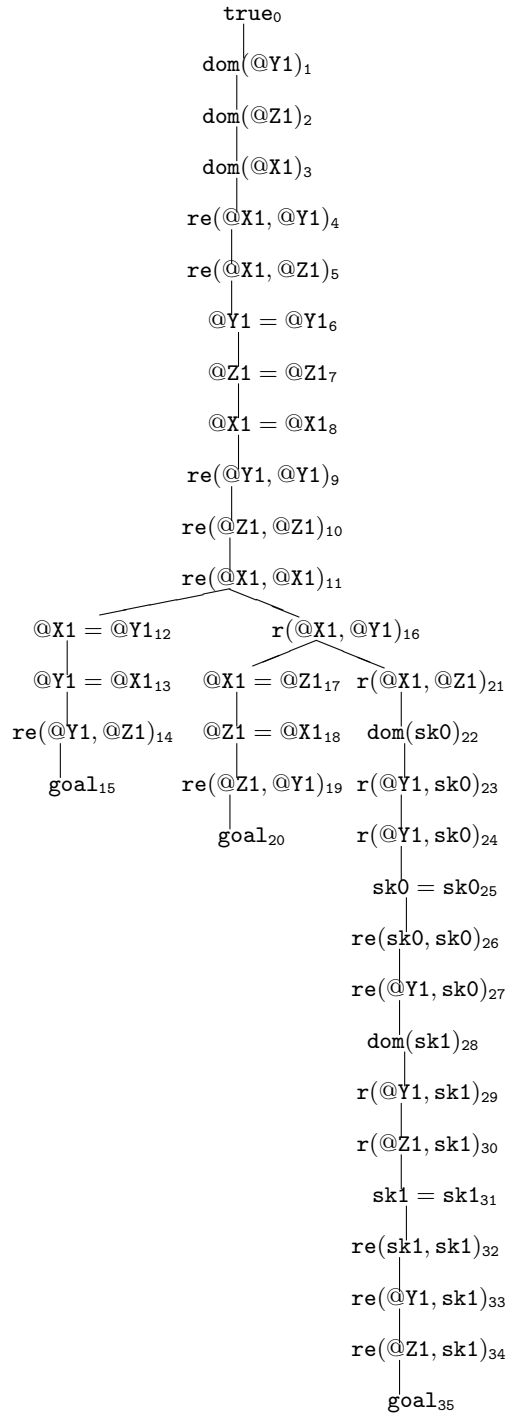 true₀
dom(@Y1)₁
dom(@Z1)₂
dom(@X1)₃
re(@X1, @Y1)₄
re(@X1, @Z1)₅
@Y1 = @Y1₆
@Z1 = @Z1₇
@X1 = @X1₈
re(@Y1, @Y1)₉
re(@Z1, @Z1)₁₀
re(@X1, @X1)₁₁
@X1 = @Y1₁₂ r(@X1, @Y1)₁₆
@Y1 = @X1₁₃ @X1 = @Z1₁₇ r(@X1, @Z1)₂₁
re(@Y1, @Z1)₁₄ @Z1 = @X1₁₈ dom(sk0)₂₂
goal₁₅ re(@Z1, @Y1)₁₉ r(@Y1, sk0)₂₃
goal₂₀ r(@Y1, sk0)₂₄
sk0 = sk0₂₅
re(sk0, sk0)₂₆
re(@Y1, sk0)₂₇
dom(sk1)₂₈
r(@Y1, sk1)₂₉
r(@Z1, sk1)₃₀
sk1 = sk1₃₁
re(sk1, sk1)₃₂
re(@Y1, sk1)₃₃
re(@Z1, sk1)₃₄
goal₃₅